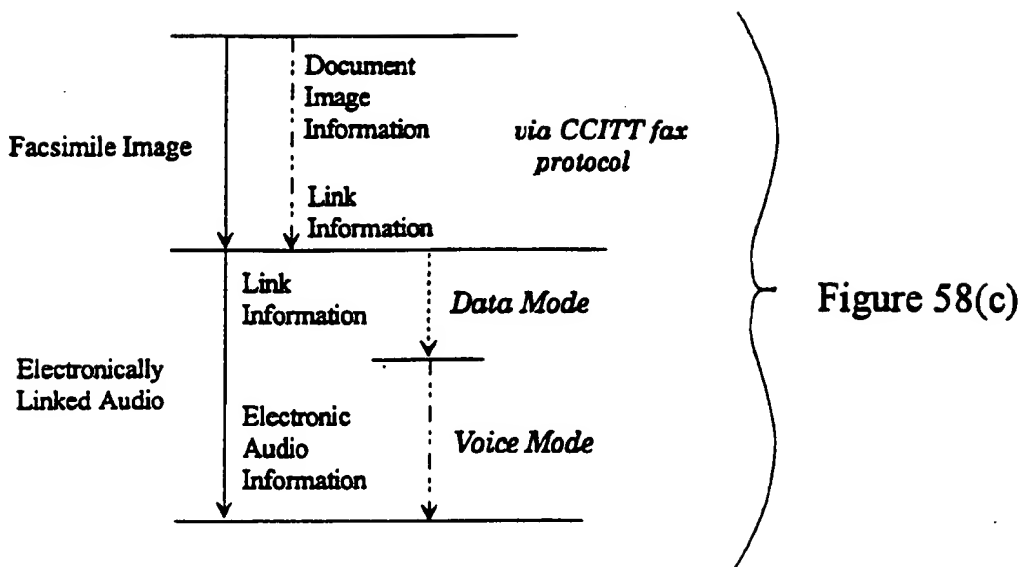 Document
Image
Information
Facsimile Image
via CCITT fax
protocol
Link
Information
Link
Information
Data Mode
Figure 58(c)
Electronically
Linked Audio
Electronic
Audio
Information
Voice Mode